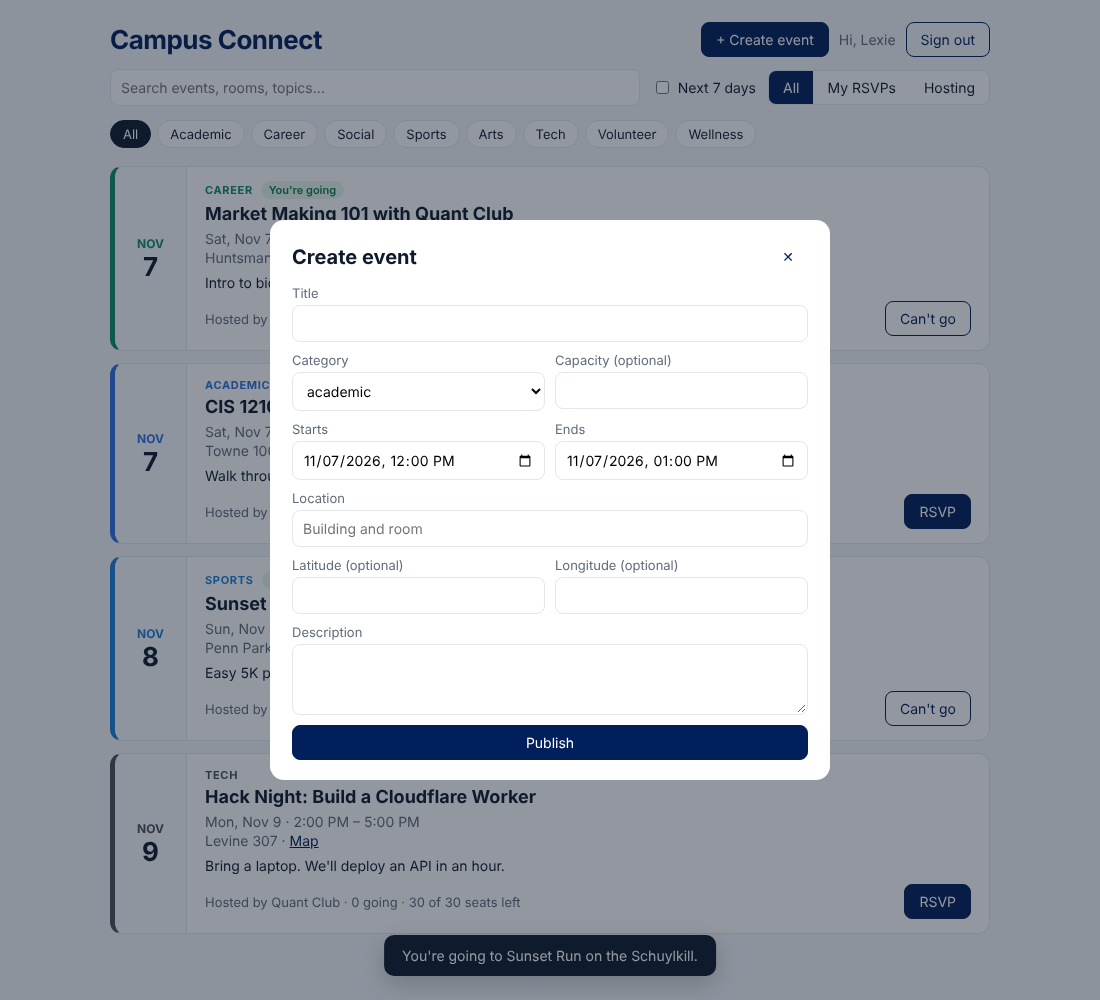 Campus Connect
+ Create event
Hi, Lexie
Sign out
Search events, rooms, topics...
Next 7 days
All
My RSVPs
Hosting
All
Academic
Career
Social
Sports
Arts
Tech
Volunteer
Wellness
NOV
7
CAREER
You're going
Market Making 101 with Quant Club
Sat, Nov 7
Huntsman
Intro to
Hosted by
Can't go
NOV
7
ACADEMIC
CIS
Sat, Nov 7
Towne
Walk
Hosted by
RSVP
NOV
8
SPORTS
Sunset
Sun, Nov
Penn Park
Easy 5K
Hosted by
Can't go
NOV
9
TECH
Hack Night: Build a Cloudflare Worker
Mon, Nov 9 · 2:00 PM – 5:00 PM
Levine 307 · Map
Bring a laptop. We'll deploy an API in an hour.
Hosted by Quant Club · 0 going · 30 of 30 seats left
RSVP
Create event
×
Title
Category
Capacity (optional)
academic
Starts
Ends
11/07/2026, 12:00 PM
11/07/2026, 01:00 PM
Location
Building and room
Latitude (optional)
Longitude (optional)
Description
Publish
You're going to Sunset Run on the Schuylkill.